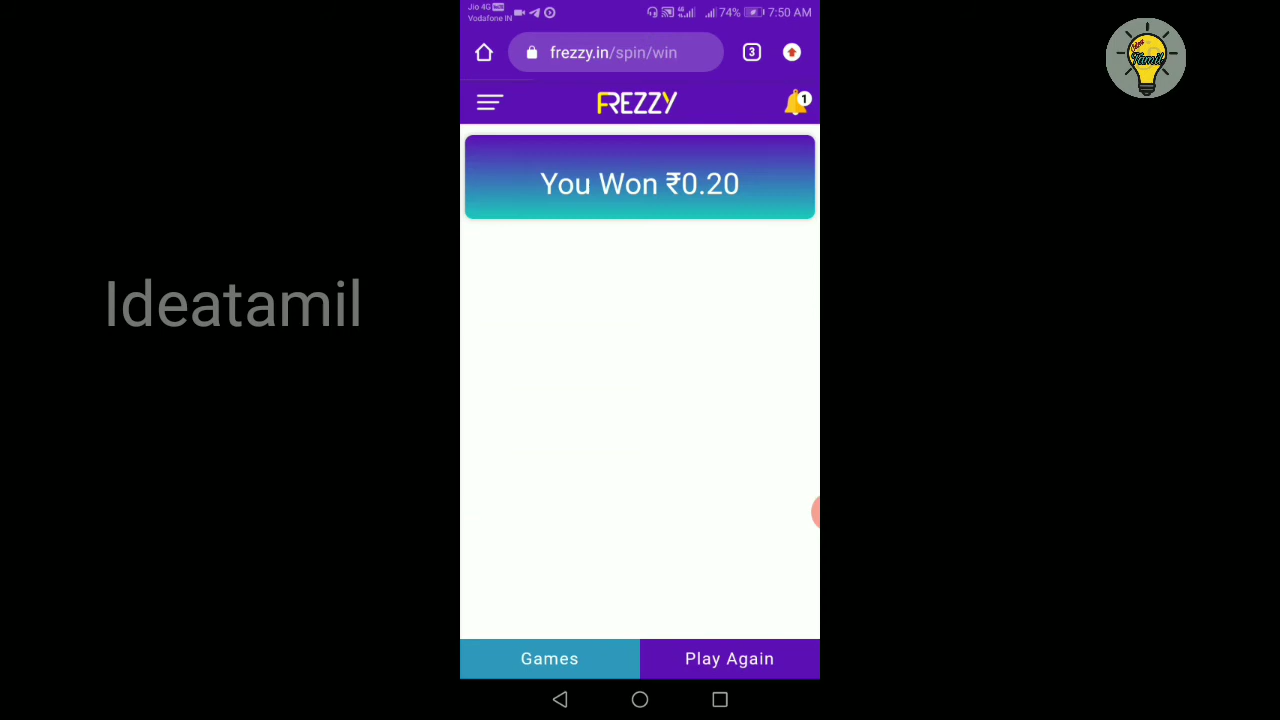 Jio 4G
Vodafone IN
74%
7:50 AM
frezzy.in/spin/win
3
FREZZY
1
You Won ₹0.20
Ideatamil
Tamil
Games
Play Again